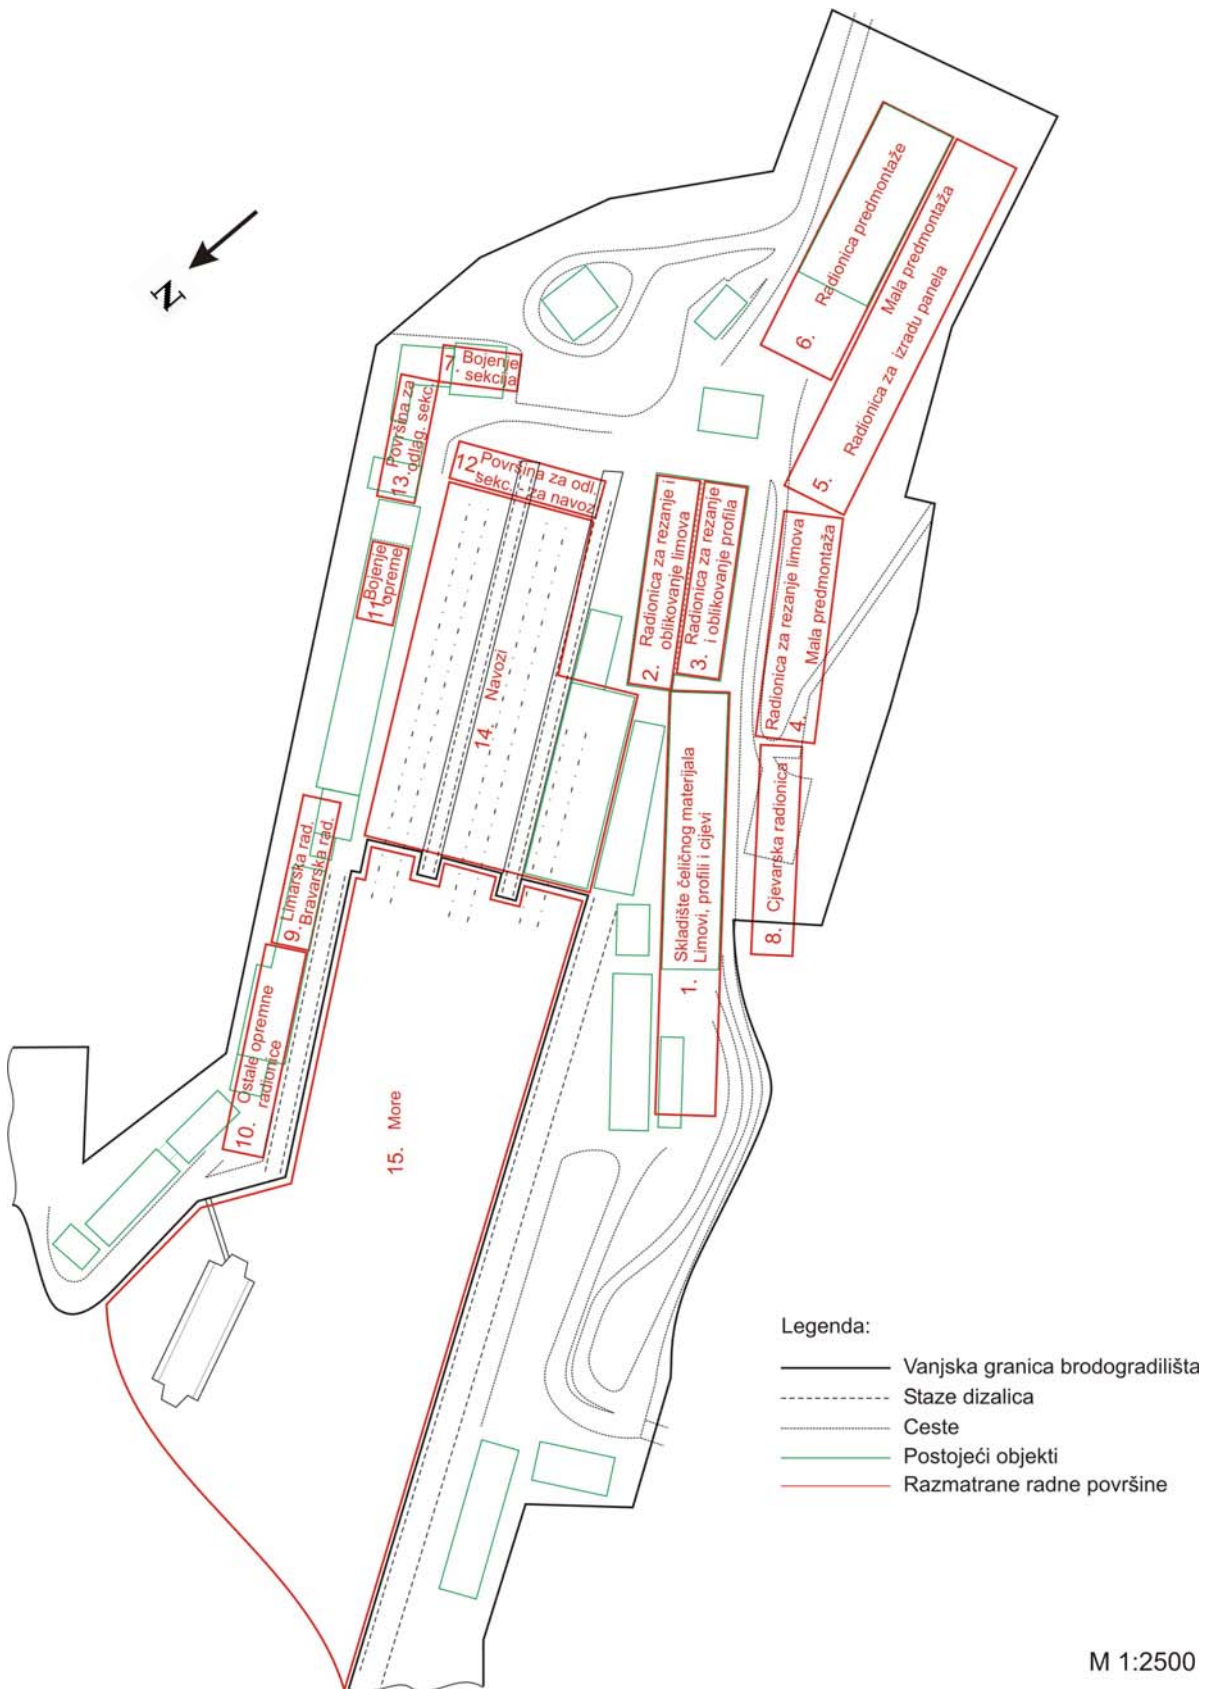 N
6. Radionica predmontaže
Mala predmontaža
5. Radionica za izradu panela
7. Bojenje
sekcija
13. Površina za
odlag. sekc.
12. Površina za odl.
sekc. - za navoz
11. Bojenje
opreme
2. Radionica za rezanje i
oblikovanje limova
3. Radionica za rezanje
i oblikovanje profila
Radionica za rezanje limova
4. Mala predmontaža
14. Navozi
1. Skladište čeličnog materijala
Limovi, profili i cijevi
8. Cjevarska radionica
9. Limarska rad.
Bravarska rad.
10. Ostale opremne
radionice
15. More
Legenda:
Vanjska granica brodogradilišta
Staze dizalica
Ceste
Postojeći objekti
Razmatrane radne površine
M 1:2500